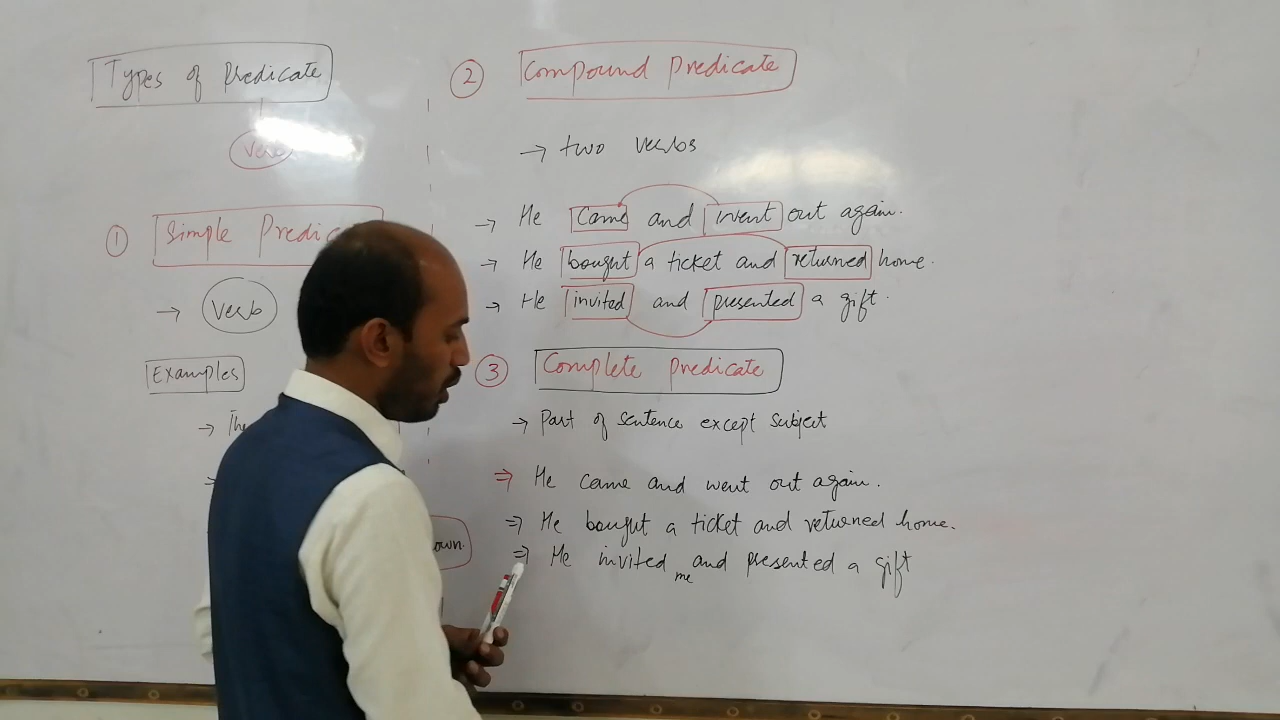 Types of Predicate
verb
① Simple Predic
→ verb
Examples
→ The
→
own.
② Compound Predicate
→ two verbs
→ He came and went out again.
→ He bought a ticket and returned home.
→ He invited and presented a gift.
③ Complete Predicate
→ Part of sentence except subject
⇒ He came and went out again.
⇒ He bought a ticket and returned home.
⇒ He invited me and presented a gift